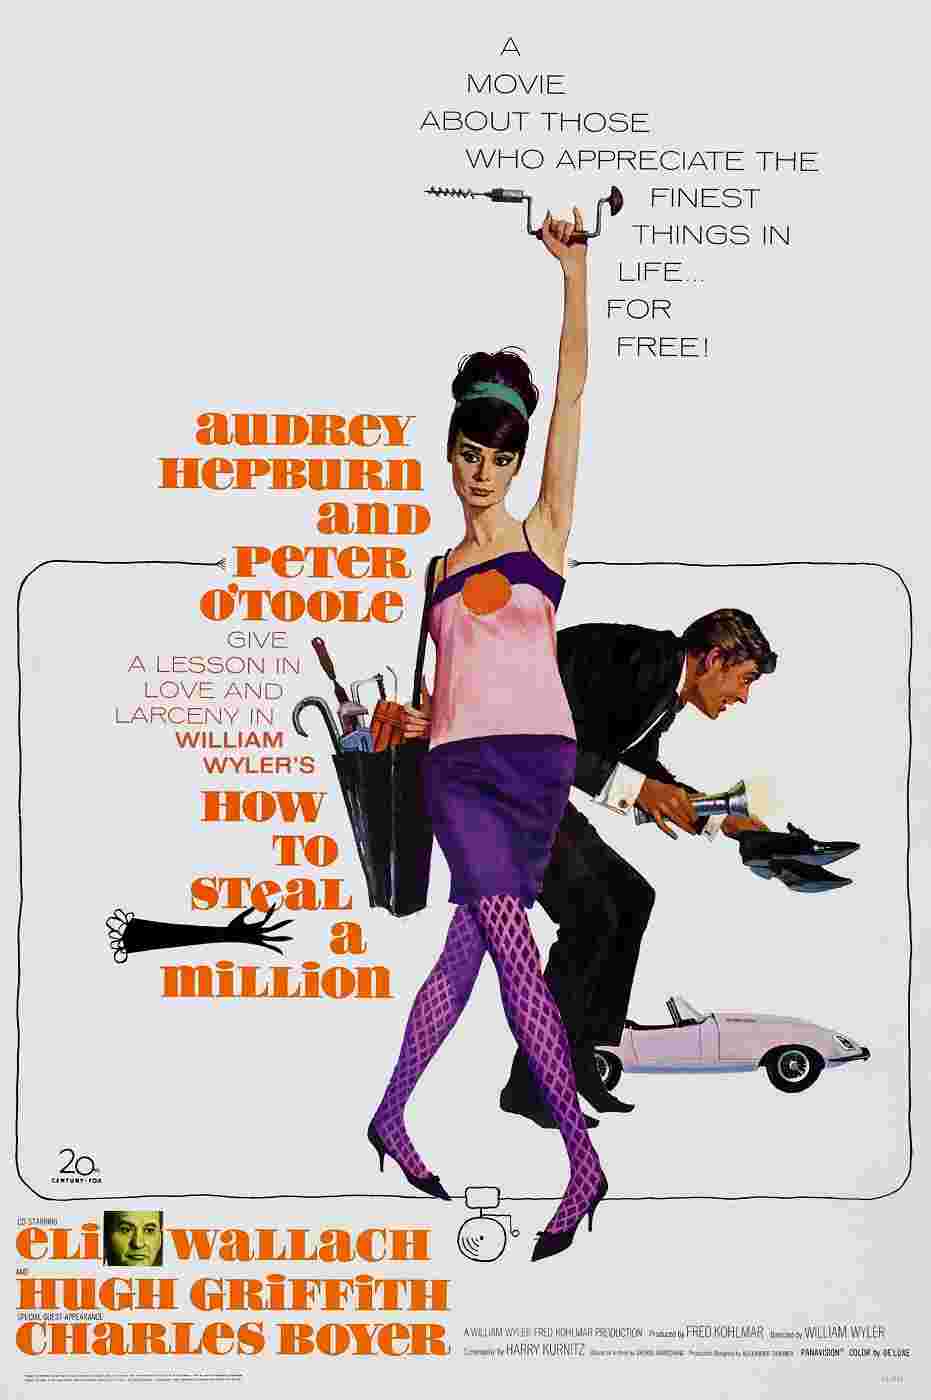 A
MOVIE
ABOUT THOSE
WHO APPRECIATE THE
FINEST
THINGS IN
LIFE...
FOR
FREE!
AUDREY
HEPBURN
AND
PETER
O'TOOLE
GIVE
A LESSON IN
LOVE AND
LARCENY IN
WILLIAM
WYLER'S
HOW
TO
STEAL
A
MILLION
20th
CENTURY-FOX
CO-STARRING
ELI WALLACH
AND
HUGH GRIFFITH
SPECIAL GUEST APPEARANCE
CHARLES BOYER
A WILLIAM WYLER-FRED KOHLMAR PRODUCTION Produced by FRED KOHLMAR Directed by WILLIAM WYLER
Screenplay by HARRY KURNITZ PANAVISION® COLOR by DE LUXE